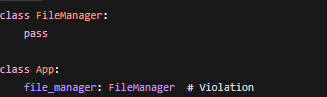 class FileManager:
    pass
class App:
    file_manager: FileManager  # Violation